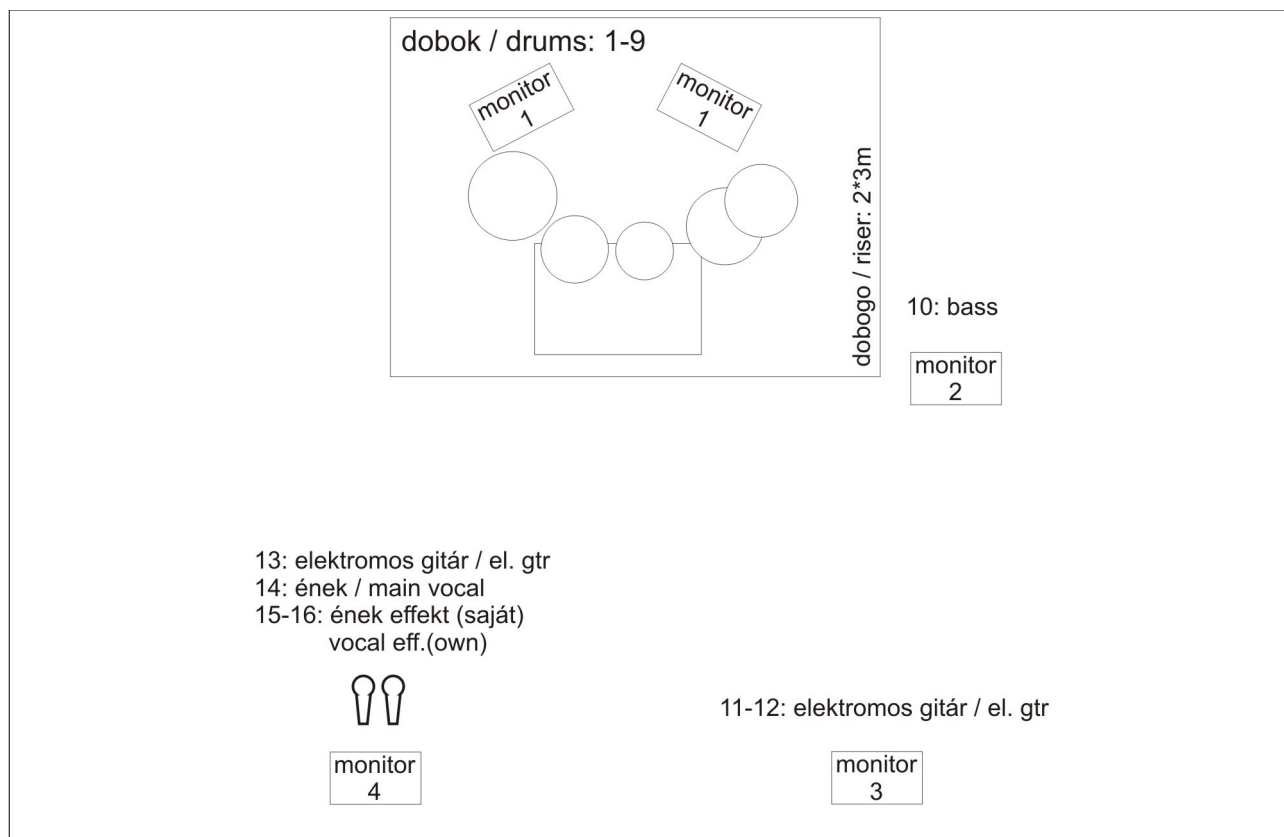 dobok / drums: 1-9
monitor
1
monitor
1
dobogo / riser: 2*3m
10: bass
monitor
2
13: elektromos gitár / el. gtr
14: ének / main vocal
15-16: ének effekt (saját)
vocal eff.(own)
11-12: elektromos gitár / el. gtr
monitor
4
monitor
3